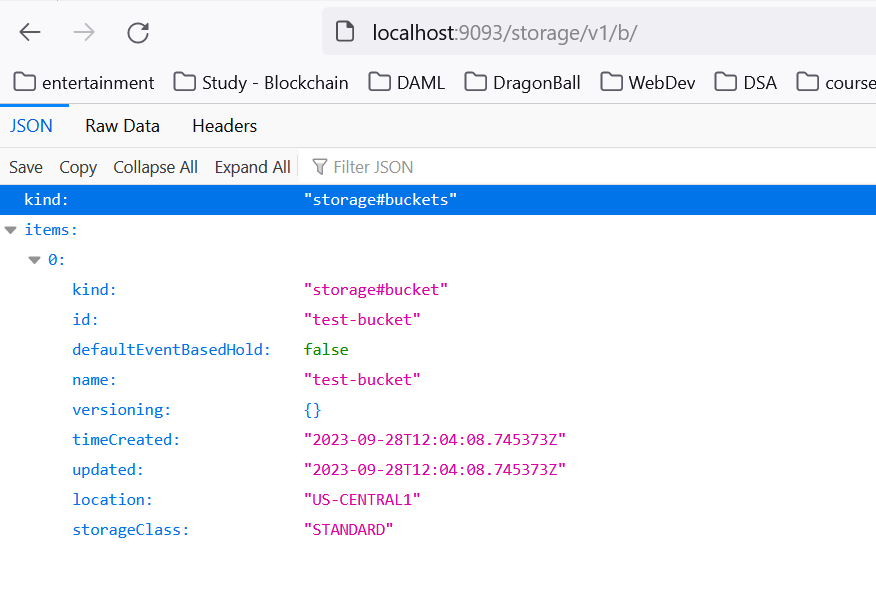 localhost:9093/storage/v1/b/
entertainment Study - Blockchain DAML DragonBall WebDev DSA course
JSON Raw Data Headers
Save Copy Collapse All Expand All Filter JSON
kind: "storage#buckets"
items:
0:
kind: "storage#bucket"
id: "test-bucket"
defaultEventBasedHold: false
name: "test-bucket"
versioning: {}
timeCreated: "2023-09-28T12:04:08.745373Z"
updated: "2023-09-28T12:04:08.745373Z"
location: "US-CENTRAL1"
storageClass: "STANDARD"